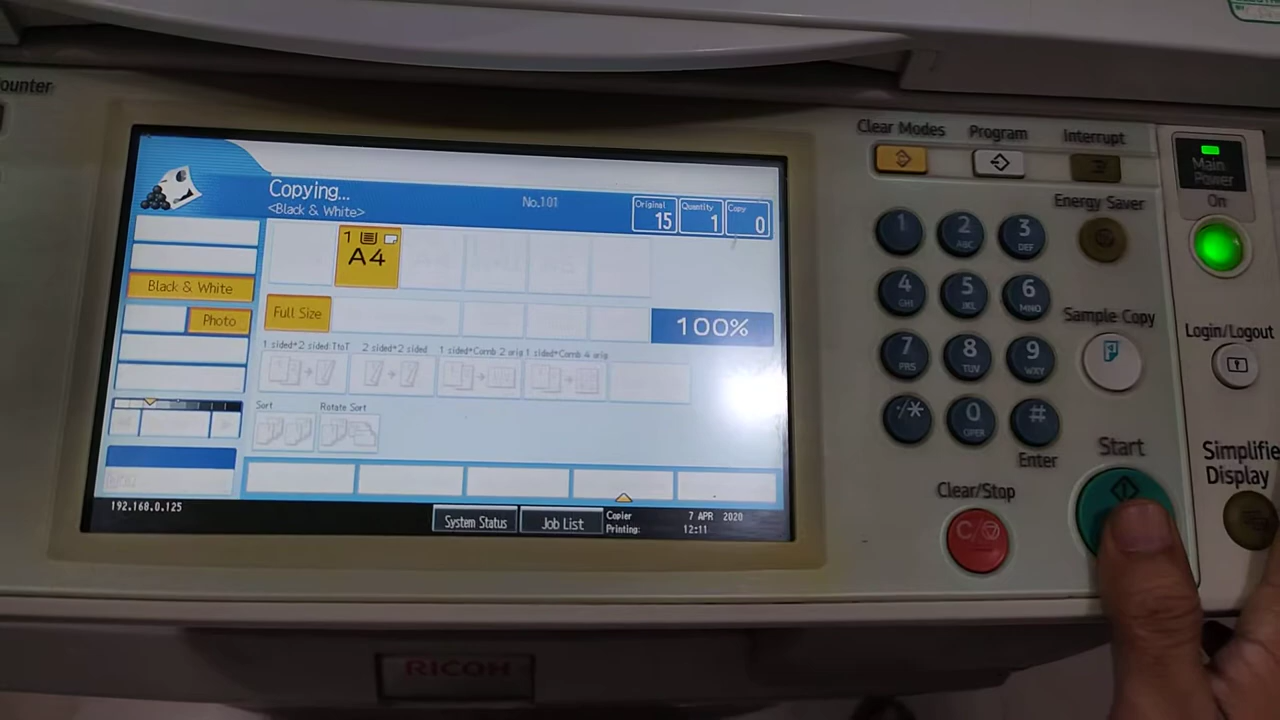 ounter
Copying...
<Black & White>
No.101
Original
15
Quantity
1
Copy
0
1
A4
Black & White
Photo
Full Size
100%
1 sided→2 sided:TtoT
2 sided→2 sided
1 sided→Comb 2 orig
1 sided→Comb 4 orig
Sort
Rotate Sort
192.168.0.125
System Status
Job List
Copier
Printing:
7 APR 2020
12:11
Clear Modes
Program
Interrupt
Main
Power
On
Energy Saver
1
2
ABC
3
DEF
4
GHI
5
JKL
6
MNO
7
PRS
8
TUV
9
WXY
·/*
0
OPER
#
Enter
Sample Copy
Login/Logout
Start
Clear/Stop
C/
Simplifie
Display
RICOH